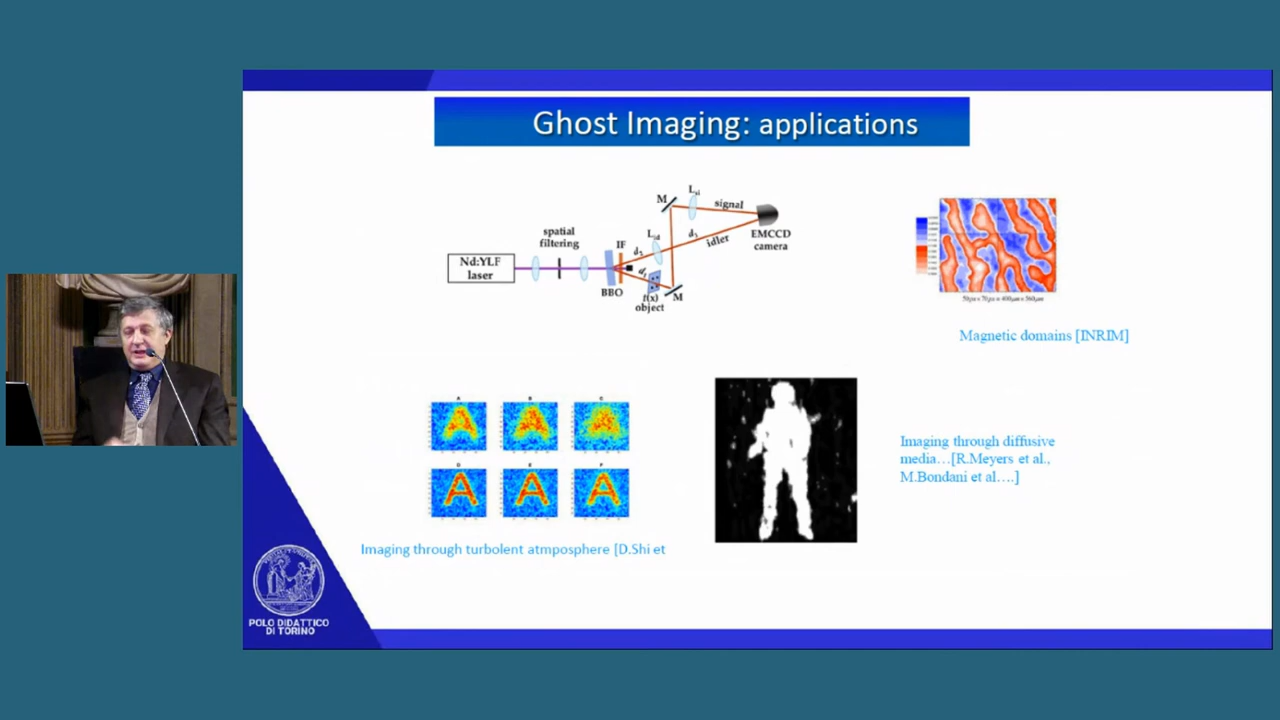 Ghost Imaging: applications
M
signal
spatial
filtering
IF
idler
EMCCD
camera
Nd:YLF
laser
BBO
t(x)
object
M
Magnetic domains [INRIM]
A
Imaging through diffusive
media…[R.Meyers et al.,
M.Bondani et al….]
Imaging through turbolent atmposphere [D.Shi et
POLO DIDATTICO
DI TORINO